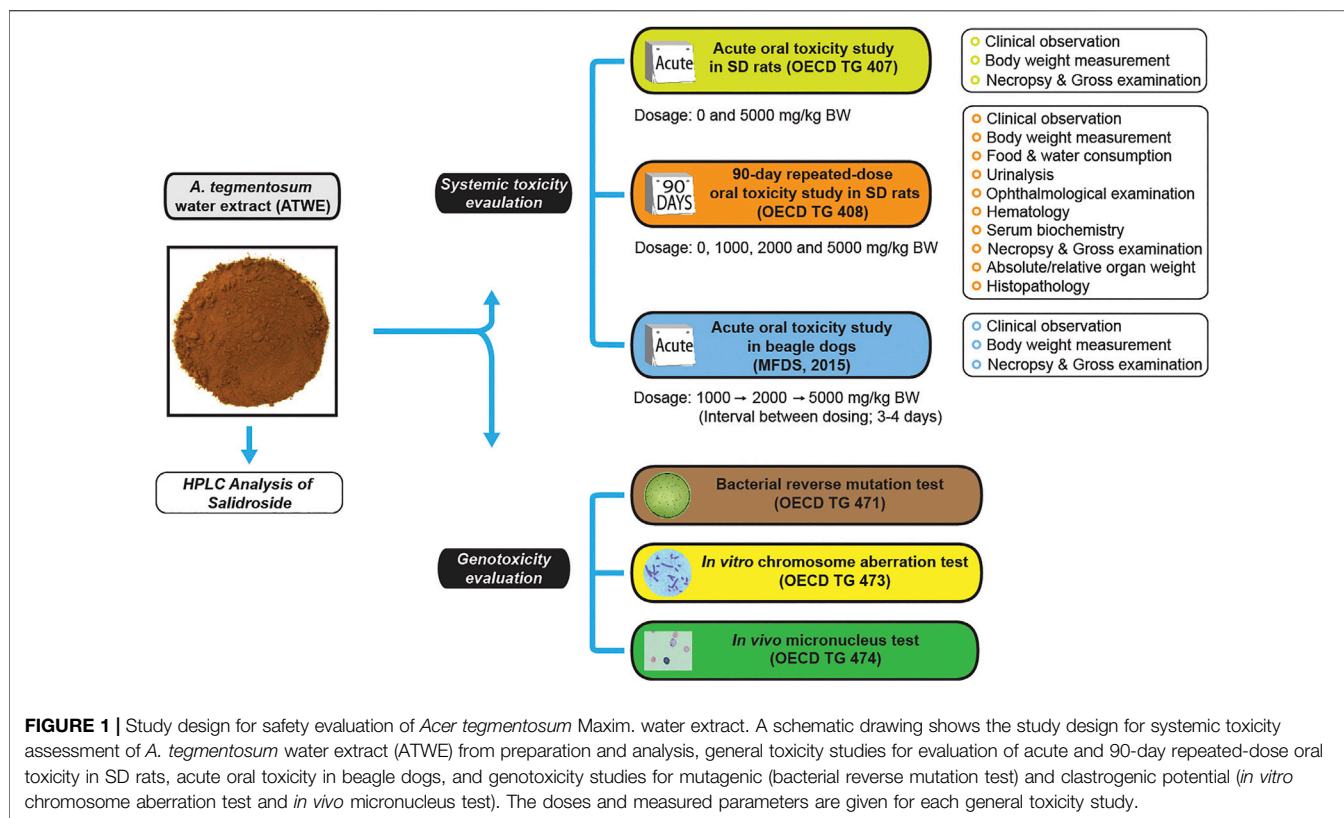 Acute
Acute oral toxicity study
in SD rats (OECD TG 407)
Dosage: 0 and 5000 mg/kg BW
Clinical observation
Body weight measurement
Necropsy & Gross examination
A. tegmentosum
water extract (ATWE)
HPLC Analysis of
Salidroside
Systemic toxicity
evaulation
90
DAYS
90-day repeated-dose
oral toxicity study in SD rats
(OECD TG 408)
Dosage: 0, 1000, 2000 and 5000 mg/kg BW
Clinical observation
Body weight measurement
Food & water consumption
Urinalysis
Ophthalmological examination
Hematology
Serum biochemistry
Necropsy & Gross examination
Absolute/relative organ weight
Histopathology
Acute
Acute oral toxicity study
in beagle dogs
(MFDS, 2015)
Dosage: 1000 → 2000 → 5000 mg/kg BW
(Interval between dosing; 3-4 days)
Clinical observation
Body weight measurement
Necropsy & Gross examination
Genotoxicity
evaluation
Bacterial reverse mutation test
(OECD TG 471)
In vitro chromosome aberration test
(OECD TG 473)
In vivo micronucleus test
(OECD TG 474)
FIGURE 1 | Study design for safety evaluation of Acer tegmentosum Maxim. water extract. A schematic drawing shows the study design for systemic toxicity
assessment of A. tegmentosum water extract (ATWE) from preparation and analysis, general toxicity studies for evaluation of acute and 90-day repeated-dose oral
toxicity in SD rats, acute oral toxicity in beagle dogs, and genotoxicity studies for mutagenic (bacterial reverse mutation test) and clastrogenic potential (in vitro
chromosome aberration test and in vivo micronucleus test). The doses and measured parameters are given for each general toxicity study.